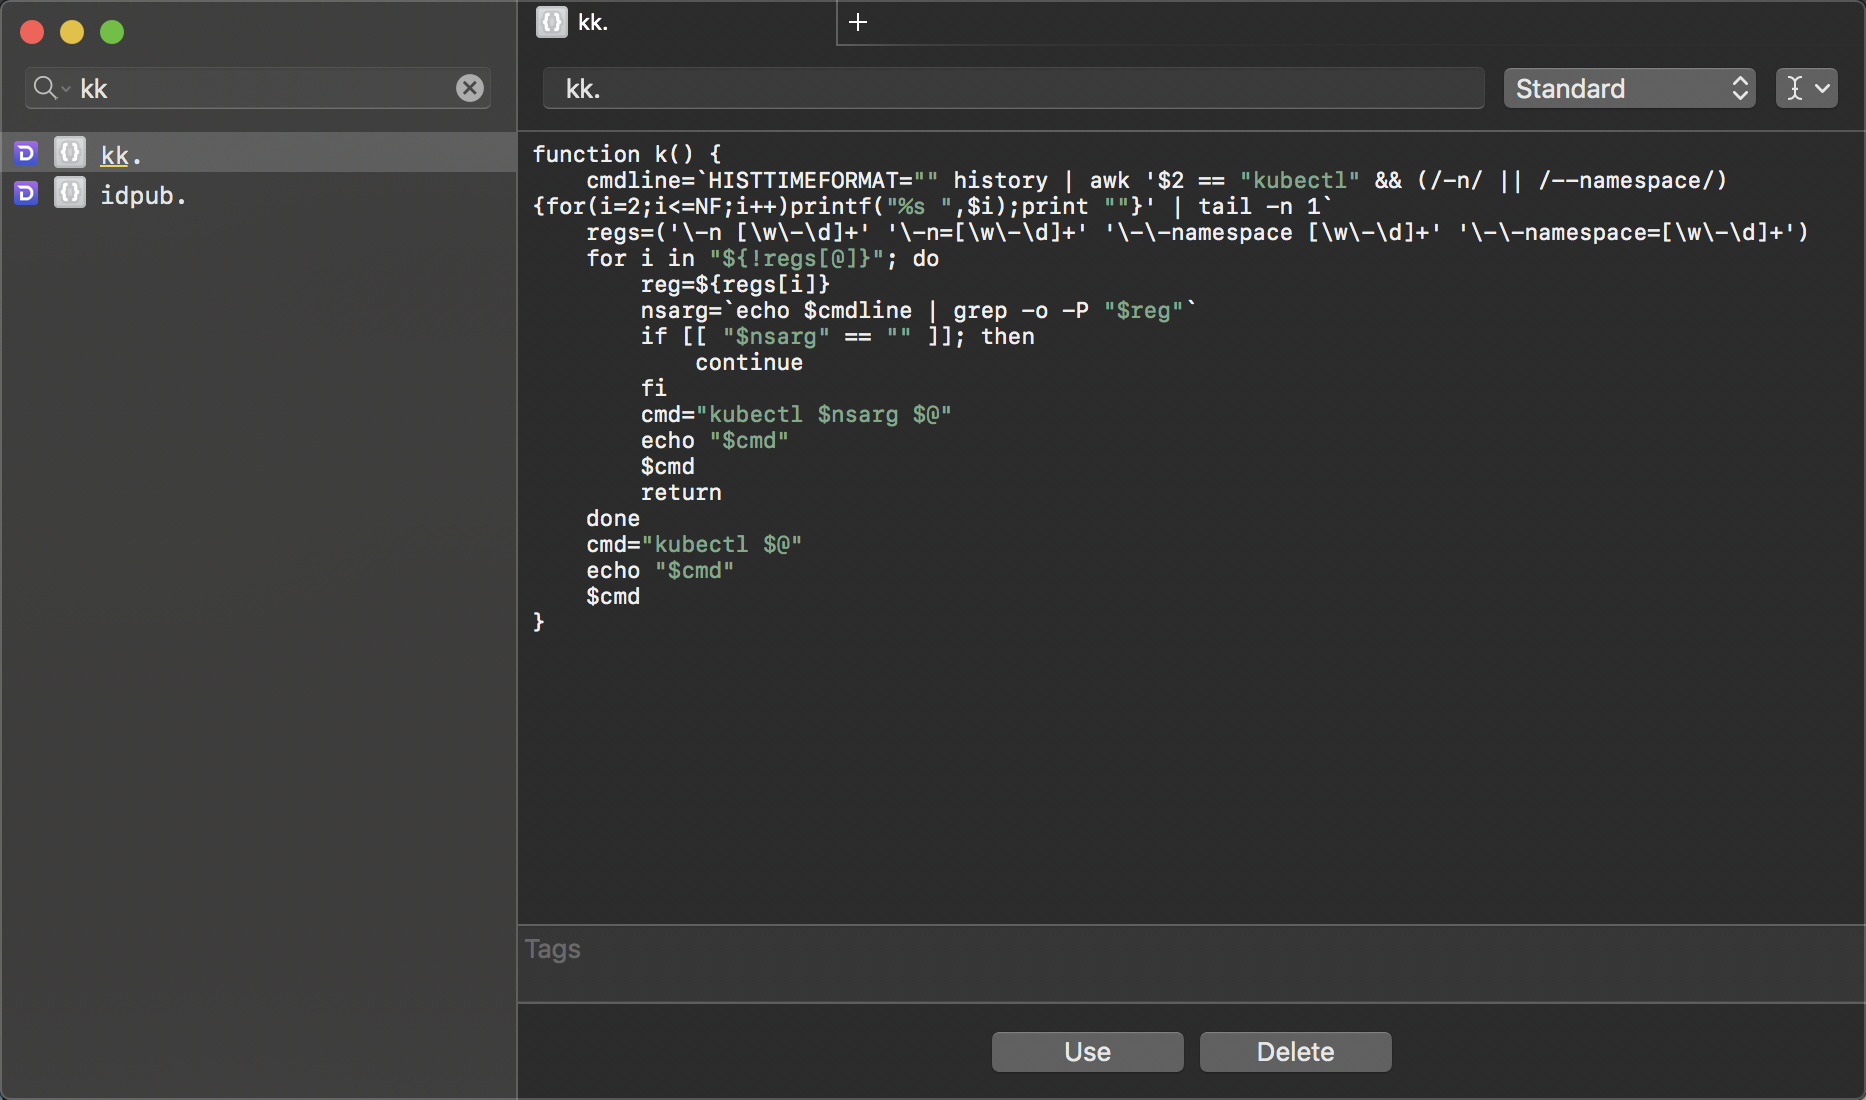 kk.
kk
kk.
Standard
kk.
idpub.
function k() {
    cmdline=`HISTTIMEFORMAT="" history | awk '$2 == "kubectl" && (/-n/ || /--namespace/)
{for(i=2;i<=NF;i++)printf("%s ",$i);print ""}' | tail -n 1`
    regs=('\-n [\w\-\d]+' '\-n=[\w\-\d]+' '\-\-namespace [\w\-\d]+' '\-\-namespace=[\w\-\d]+')
    for i in "${!regs[@]}"; do
        reg=${regs[i]}
        nsarg=`echo $cmdline | grep -o -P "$reg"`
        if [[ "$nsarg" == "" ]]; then
            continue
        fi
        cmd="kubectl $nsarg $@"
        echo "$cmd"
        $cmd
        return
    done
    cmd="kubectl $@"
    echo "$cmd"
    $cmd
}
Tags
Use
Delete